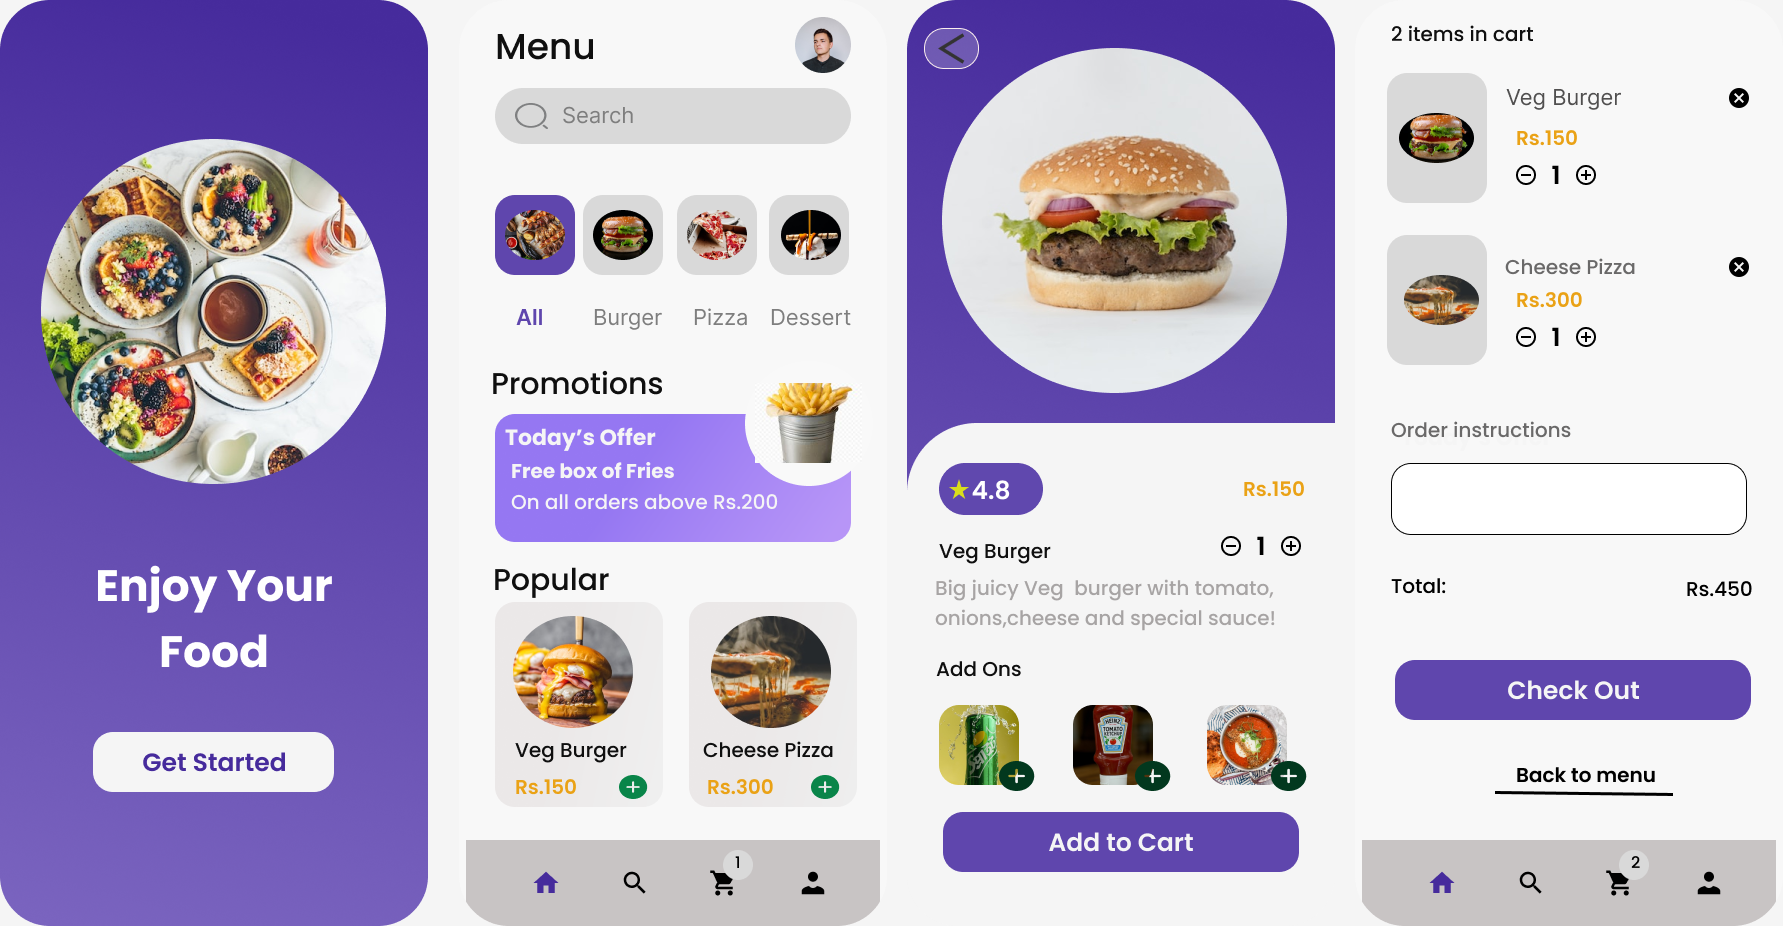 Enjoy Your
Food
Get Started
Menu
Search
All
Burger
Pizza
Dessert
Promotions
Today’s Offer
Free box of Fries
On all orders above Rs.200
Popular
Veg Burger
Rs.150
Cheese Pizza
Rs.300
1
4.8
Rs.150
Veg Burger
1
Big juicy Veg  burger with tomato,
onions,cheese and special sauce!
Add Ons
Sprite
HEINZ
TOMATO
KETCHUP
Add to Cart
2 items in cart
Veg Burger
Rs.150
1
Cheese Pizza
Rs.300
1
Order instructions
Total:
Rs.450
Check Out
Back to menu
2